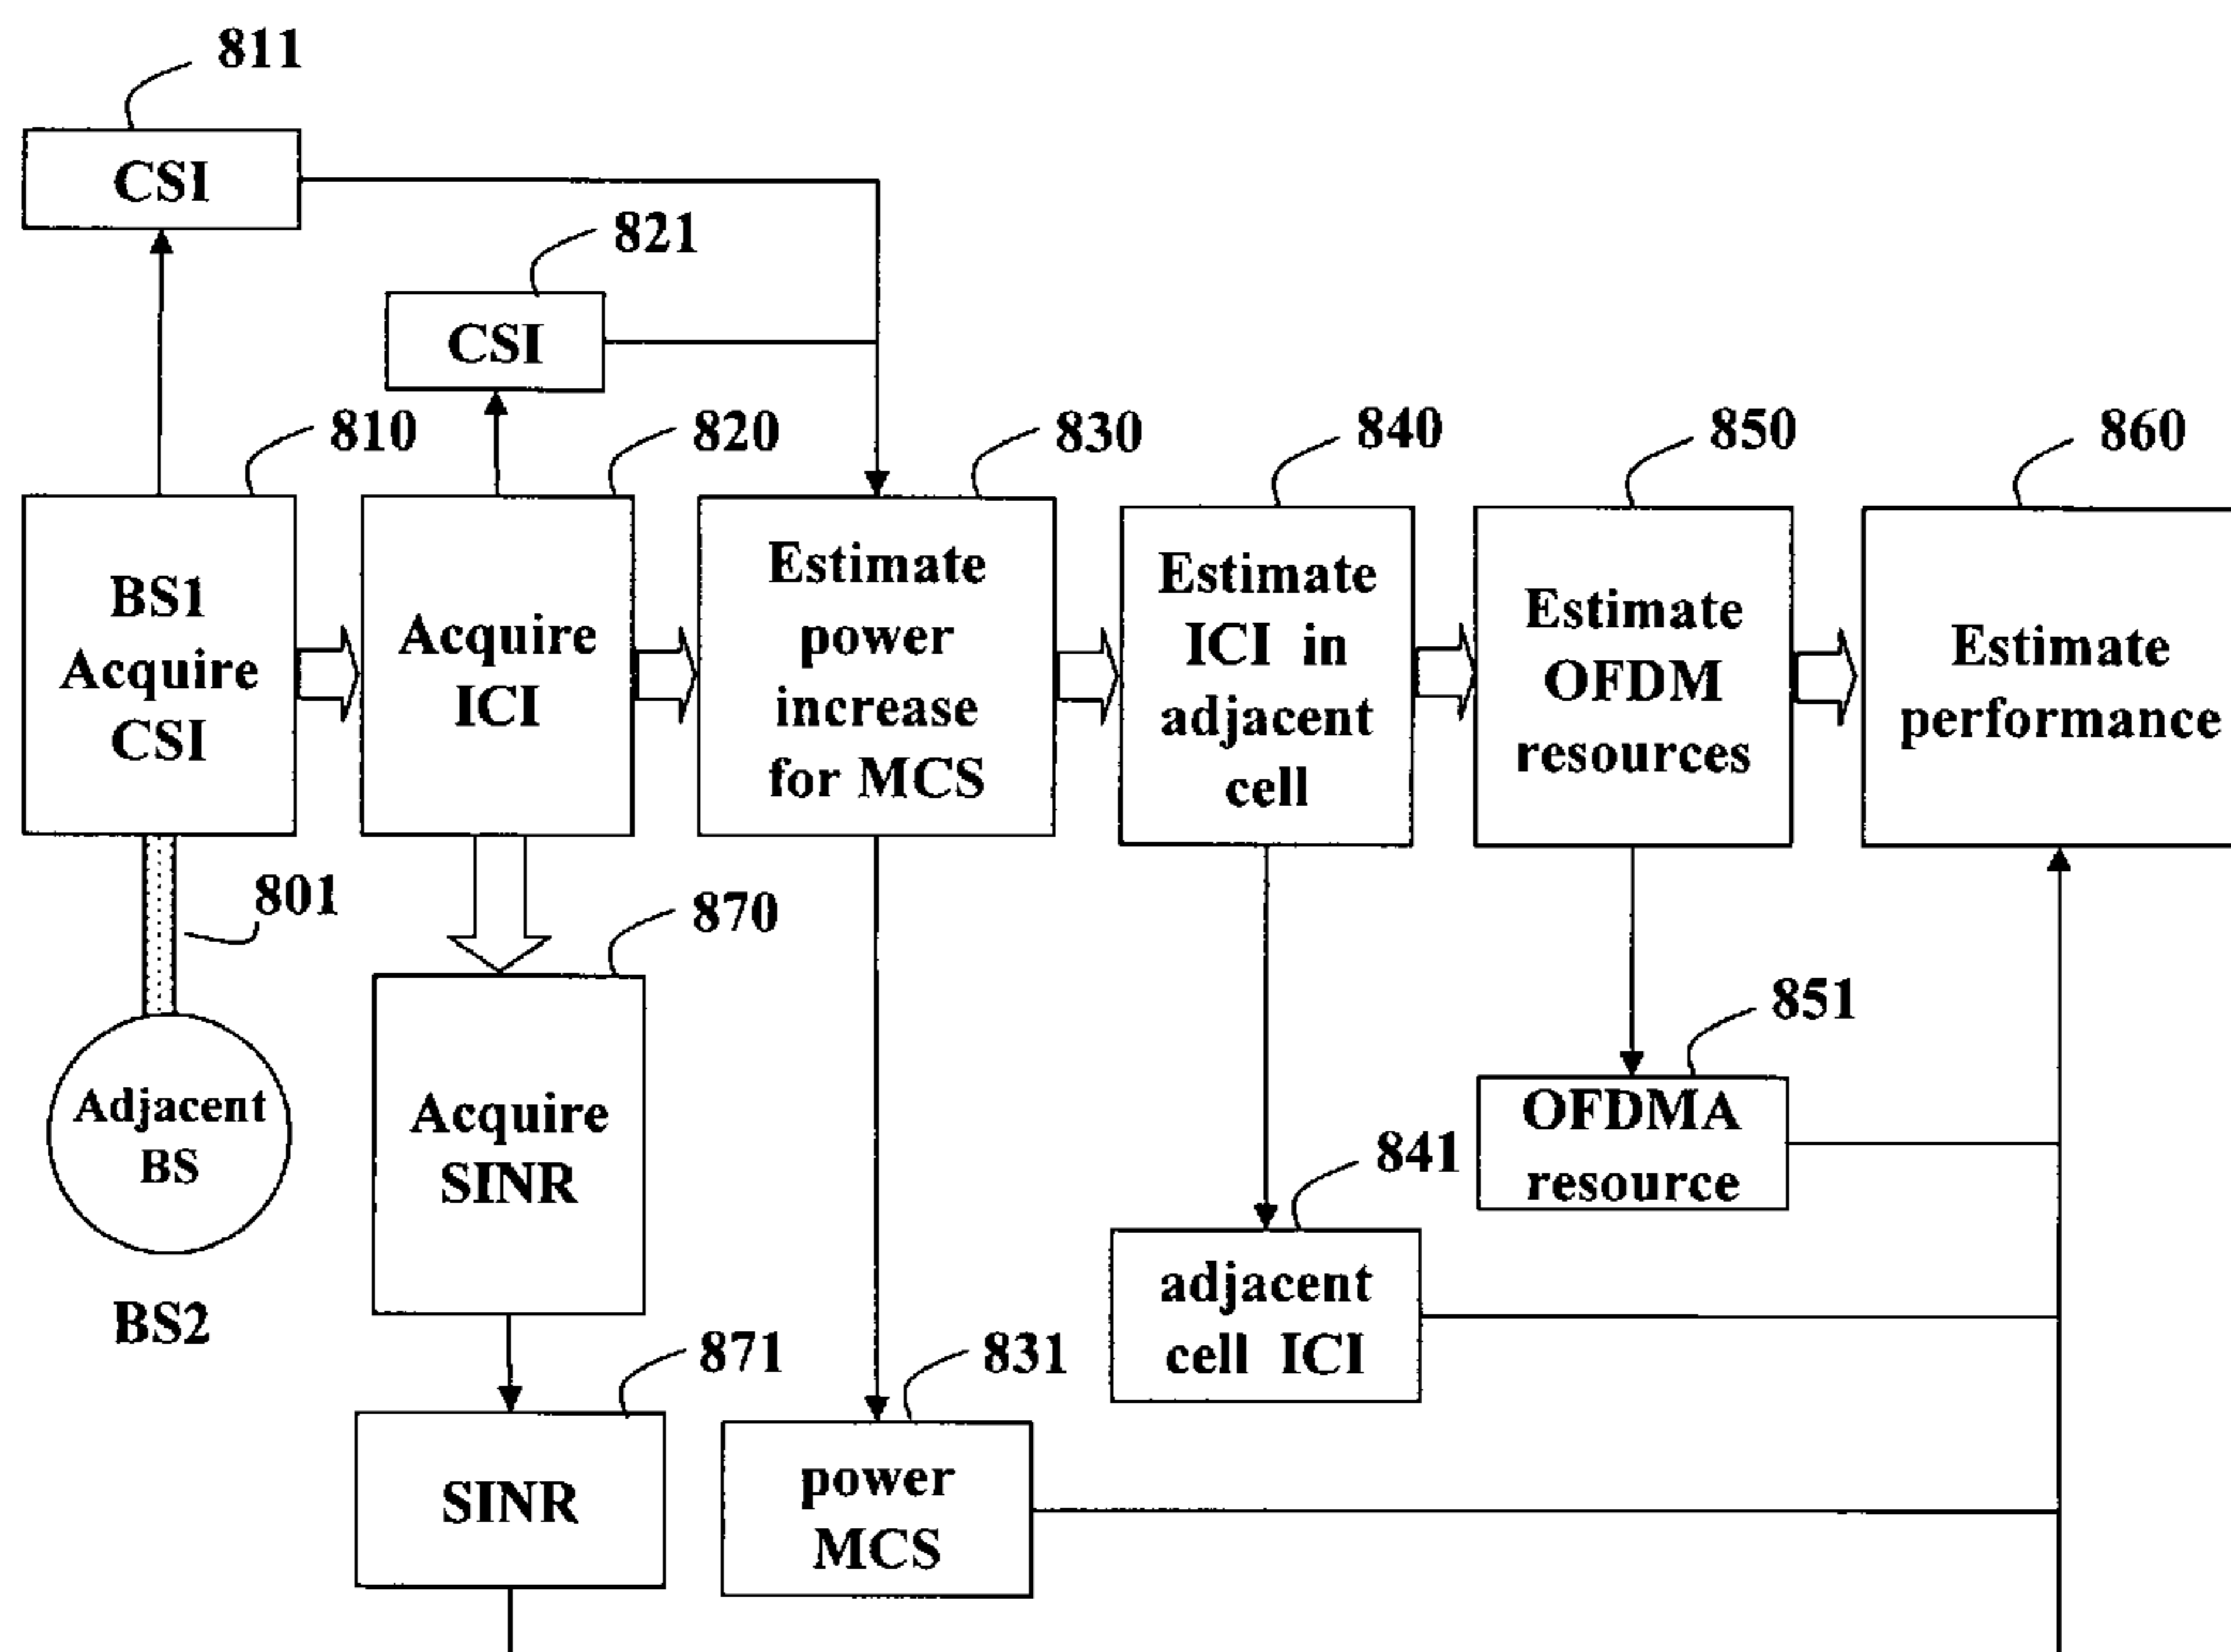 811
CSI
821
CSI
810
820
830
840
850
860
BS1
Acquire
CSI
Acquire
ICI
Estimate
power
increase
for MCS
Estimate
ICI in
adjacent
cell
Estimate
OFDM
resources
Estimate
performance
801
870
Adjacent
BS
BS2
Acquire
SINR
851
OFDMA
resource
841
adjacent
cell ICI
871
SINR
831
power
MCS